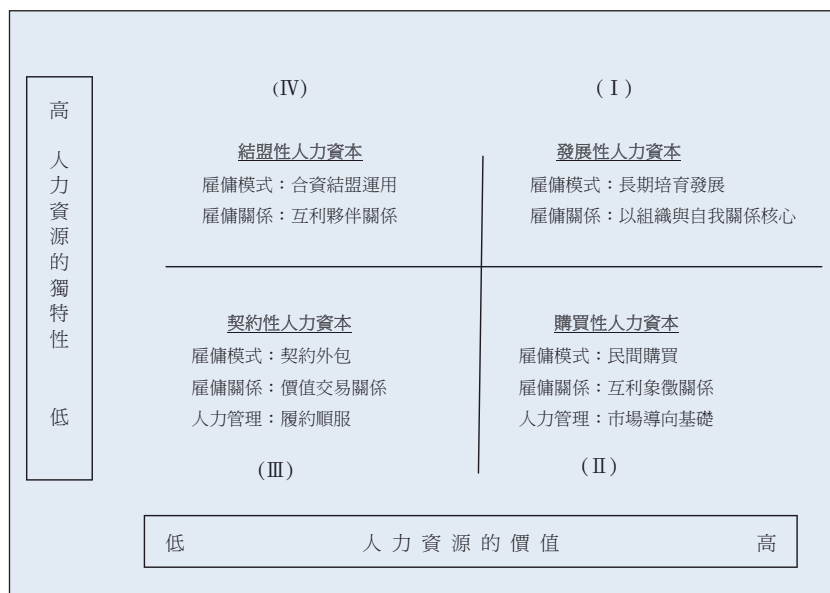 (Ⅳ)
(Ⅰ)
結盟性人力資本
雇傭模式：合資結盟運用
雇傭關係：互利夥伴關係
發展性人力資本
雇傭模式：長期培育發展
雇傭關係：以組織與自我關係核心
高 人力資源的獨特性 低
契約性人力資本
雇傭模式：契約外包
雇傭關係：價值交易關係
人力管理：履約順服
購買性人力資本
雇傭模式：民間購買
雇傭關係：互利象徵關係
人力管理：市場導向基礎
(Ⅲ)
(Ⅱ)
低 人力資源的價值 高